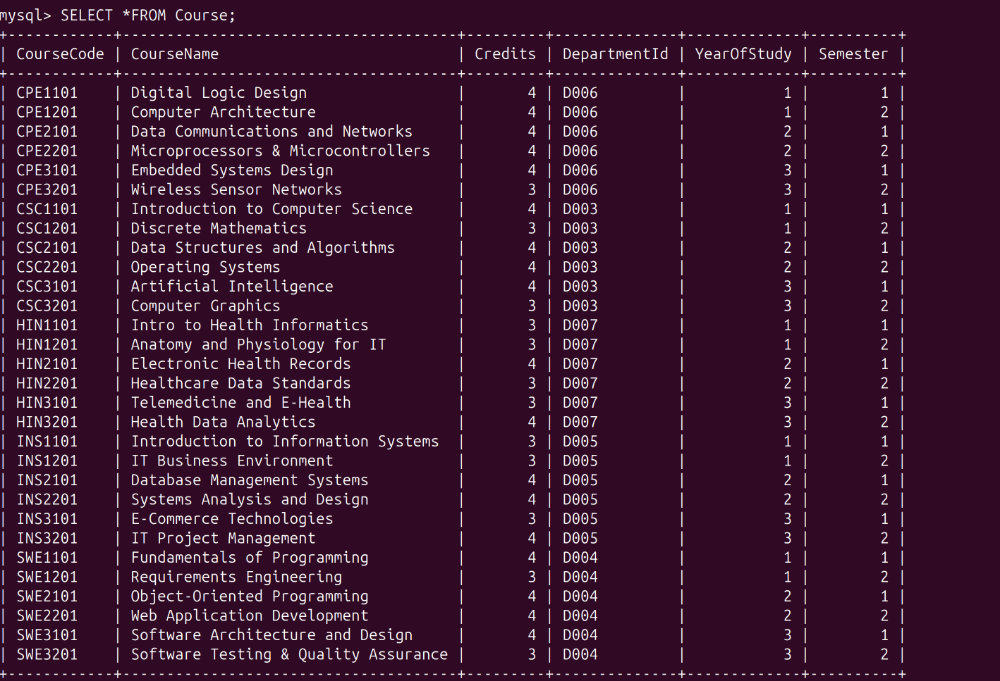 mysql> SELECT *FROM Course;
+------------+--------------------------------------+---------+--------------+-------------+----------+
| CourseCode | CourseName                           | Credits | DepartmentId | YearOfStudy | Semester |
+------------+--------------------------------------+---------+--------------+-------------+----------+
| CPE1101    | Digital Logic Design                 |       4 | D006         |           1 |        1 |
| CPE1201    | Computer Architecture                |       4 | D006         |           1 |        2 |
| CPE2101    | Data Communications and Networks     |       4 | D006         |           2 |        1 |
| CPE2201    | Microprocessors & Microcontrollers   |       4 | D006         |           2 |        2 |
| CPE3101    | Embedded Systems Design              |       4 | D006         |           3 |        1 |
| CPE3201    | Wireless Sensor Networks             |       3 | D006         |           3 |        2 |
| CSC1101    | Introduction to Computer Science     |       4 | D003         |           1 |        1 |
| CSC1201    | Discrete Mathematics                 |       3 | D003         |           1 |        2 |
| CSC2101    | Data Structures and Algorithms       |       4 | D003         |           2 |        1 |
| CSC2201    | Operating Systems                    |       4 | D003         |           2 |        2 |
| CSC3101    | Artificial Intelligence              |       4 | D003         |           3 |        1 |
| CSC3201    | Computer Graphics                    |       3 | D003         |           3 |        2 |
| HIN1101    | Intro to Health Informatics          |       3 | D007         |           1 |        1 |
| HIN1201    | Anatomy and Physiology for IT        |       3 | D007         |           1 |        2 |
| HIN2101    | Electronic Health Records            |       4 | D007         |           2 |        1 |
| HIN2201    | Healthcare Data Standards            |       3 | D007         |           2 |        2 |
| HIN3101    | Telemedicine and E-Health            |       3 | D007         |           3 |        1 |
| HIN3201    | Health Data Analytics                |       4 | D007         |           3 |        2 |
| INS1101    | Introduction to Information Systems  |       3 | D005         |           1 |        1 |
| INS1201    | IT Business Environment              |       3 | D005         |           1 |        2 |
| INS2101    | Database Management Systems          |       4 | D005         |           2 |        1 |
| INS2201    | Systems Analysis and Design          |       4 | D005         |           2 |        2 |
| INS3101    | E-Commerce Technologies              |       3 | D005         |           3 |        1 |
| INS3201    | IT Project Management                |       4 | D005         |           3 |        2 |
| SWE1101    | Fundamentals of Programming          |       4 | D004         |           1 |        1 |
| SWE1201    | Requirements Engineering             |       3 | D004         |           1 |        2 |
| SWE2101    | Object-Oriented Programming          |       4 | D004         |           2 |        1 |
| SWE2201    | Web Application Development          |       4 | D004         |           2 |        2 |
| SWE3101    | Software Architecture and Design     |       4 | D004         |           3 |        1 |
| SWE3201    | Software Testing & Quality Assurance |       3 | D004         |           3 |        2 |
+------------+--------------------------------------+---------+--------------+-------------+----------+